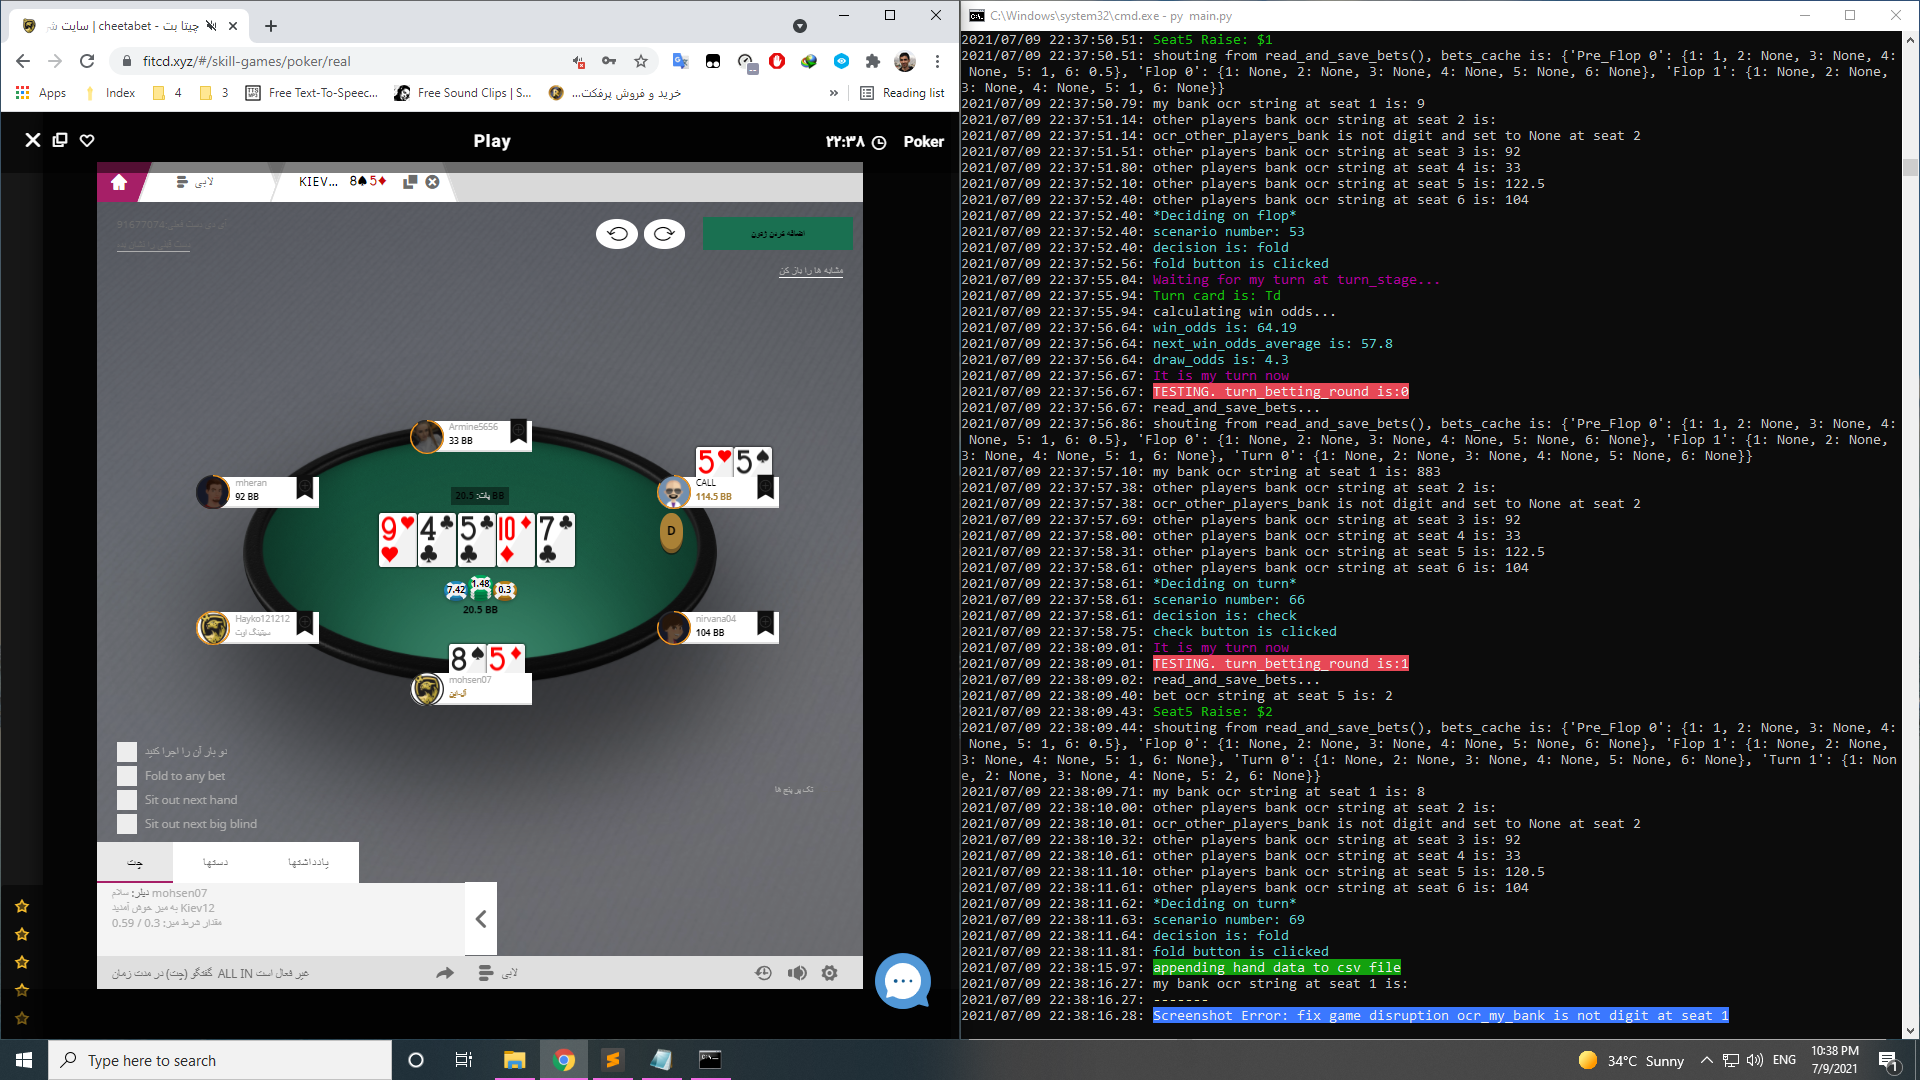 چیتا بت - cheetabet | سایت ش
fitcd.xyz/#/skill-games/poker/real
Apps
Index
4
3
Free Text-To-Speec...
Free Sound Clips | S...
خرید و فروش پرفکت...
»
Reading list
Play
۲۲:۳۸
Poker
لابی
KIEV... 8♠5♦
91677074
اضافه کردن ژتون
مشابه ها را باز کن
Armine5656
33 BB
mheran
92 BB
5♥ 5♠
CALL
114.5 BB
پات: 20.5 BB
D
9♥ 4♣ 5♣ 10♦ 7♣
7.42 1.48 0.3
20.5 BB
Hayko121212
سیتینگ اوت
nirvana04
104 BB
8♠ 5♦
mohsen07
آل-این
دو بار آن را اجرا کنید
Fold to any bet
Sit out next hand
Sit out next big blind
تک پر پنج ها
چت
دستها
یادداشتها
دیلر: سلام mohsen07
به میز خوش آمدید Kiev12
مقدار شرط میز: 0.3 / 0.59
غیر فعال است ALL IN گفتگو (چت) در مدت زمان
لابی
C:\Windows\system32\cmd.exe - py  main.py
2021/07/09 22:37:50.51: Seat5 Raise: $1
2021/07/09 22:37:50.51: shouting from read_and_save_bets(), bets_cache is: {'Pre_Flop 0': {1: 1, 2: None, 3: None, 4:
 None, 5: 1, 6: 0.5}, 'Flop 0': {1: None, 2: None, 3: None, 4: None, 5: None, 6: None}, 'Flop 1': {1: None, 2: None,
3: None, 4: None, 5: 1, 6: None}}
2021/07/09 22:37:50.79: my bank ocr string at seat 1 is: 9
2021/07/09 22:37:51.14: other players bank ocr string at seat 2 is:
2021/07/09 22:37:51.14: ocr_other_players_bank is not digit and set to None at seat 2
2021/07/09 22:37:51.51: other players bank ocr string at seat 3 is: 92
2021/07/09 22:37:51.80: other players bank ocr string at seat 4 is: 33
2021/07/09 22:37:52.10: other players bank ocr string at seat 5 is: 122.5
2021/07/09 22:37:52.40: other players bank ocr string at seat 6 is: 104
2021/07/09 22:37:52.40: *Deciding on flop*
2021/07/09 22:37:52.40: scenario number: 53
2021/07/09 22:37:52.40: decision is: fold
2021/07/09 22:37:52.56: fold button is clicked
2021/07/09 22:37:55.04: Waiting for my turn at turn_stage...
2021/07/09 22:37:55.94: Turn card is: Td
2021/07/09 22:37:55.94: calculating win odds...
2021/07/09 22:37:56.64: win_odds is: 64.19
2021/07/09 22:37:56.64: next_win_odds_average is: 57.8
2021/07/09 22:37:56.64: draw_odds is: 4.3
2021/07/09 22:37:56.67: It is my turn now
2021/07/09 22:37:56.67: TESTING. turn_betting_round is:0
2021/07/09 22:37:56.67: read_and_save_bets...
2021/07/09 22:37:56.86: shouting from read_and_save_bets(), bets_cache is: {'Pre_Flop 0': {1: 1, 2: None, 3: None, 4:
 None, 5: 1, 6: 0.5}, 'Flop 0': {1: None, 2: None, 3: None, 4: None, 5: None, 6: None}, 'Flop 1': {1: None, 2: None,
3: None, 4: None, 5: 1, 6: None}, 'Turn 0': {1: None, 2: None, 3: None, 4: None, 5: None, 6: None}}
2021/07/09 22:37:57.10: my bank ocr string at seat 1 is: 883
2021/07/09 22:37:57.38: other players bank ocr string at seat 2 is:
2021/07/09 22:37:57.38: ocr_other_players_bank is not digit and set to None at seat 2
2021/07/09 22:37:57.69: other players bank ocr string at seat 3 is: 92
2021/07/09 22:37:58.00: other players bank ocr string at seat 4 is: 33
2021/07/09 22:37:58.31: other players bank ocr string at seat 5 is: 122.5
2021/07/09 22:37:58.61: other players bank ocr string at seat 6 is: 104
2021/07/09 22:37:58.61: *Deciding on turn*
2021/07/09 22:37:58.61: scenario number: 66
2021/07/09 22:37:58.61: decision is: check
2021/07/09 22:37:58.75: check button is clicked
2021/07/09 22:38:09.01: It is my turn now
2021/07/09 22:38:09.01: TESTING. turn_betting_round is:1
2021/07/09 22:38:09.02: read_and_save_bets...
2021/07/09 22:38:09.40: bet ocr string at seat 5 is: 2
2021/07/09 22:38:09.43: Seat5 Raise: $2
2021/07/09 22:38:09.44: shouting from read_and_save_bets(), bets_cache is: {'Pre_Flop 0': {1: 1, 2: None, 3: None, 4:
 None, 5: 1, 6: 0.5}, 'Flop 0': {1: None, 2: None, 3: None, 4: None, 5: None, 6: None}, 'Flop 1': {1: None, 2: None,
3: None, 4: None, 5: 1, 6: None}, 'Turn 0': {1: None, 2: None, 3: None, 4: None, 5: None, 6: None}, 'Turn 1': {1: Non
e, 2: None, 3: None, 4: None, 5: 2, 6: None}}
2021/07/09 22:38:09.71: my bank ocr string at seat 1 is: 8
2021/07/09 22:38:10.00: other players bank ocr string at seat 2 is:
2021/07/09 22:38:10.01: ocr_other_players_bank is not digit and set to None at seat 2
2021/07/09 22:38:10.32: other players bank ocr string at seat 3 is: 92
2021/07/09 22:38:10.61: other players bank ocr string at seat 4 is: 33
2021/07/09 22:38:11.10: other players bank ocr string at seat 5 is: 120.5
2021/07/09 22:38:11.61: other players bank ocr string at seat 6 is: 104
2021/07/09 22:38:11.62: *Deciding on turn*
2021/07/09 22:38:11.63: scenario number: 69
2021/07/09 22:38:11.64: decision is: fold
2021/07/09 22:38:11.81: fold button is clicked
2021/07/09 22:38:15.97: appending hand data to csv file
2021/07/09 22:38:16.27: my bank ocr string at seat 1 is:
2021/07/09 22:38:16.27: -------
2021/07/09 22:38:16.28: Screenshot Error: fix game disruption ocr_my_bank is not digit at seat 1
Type here to search
34°C Sunny
ENG
10:38 PM
7/9/2021
1